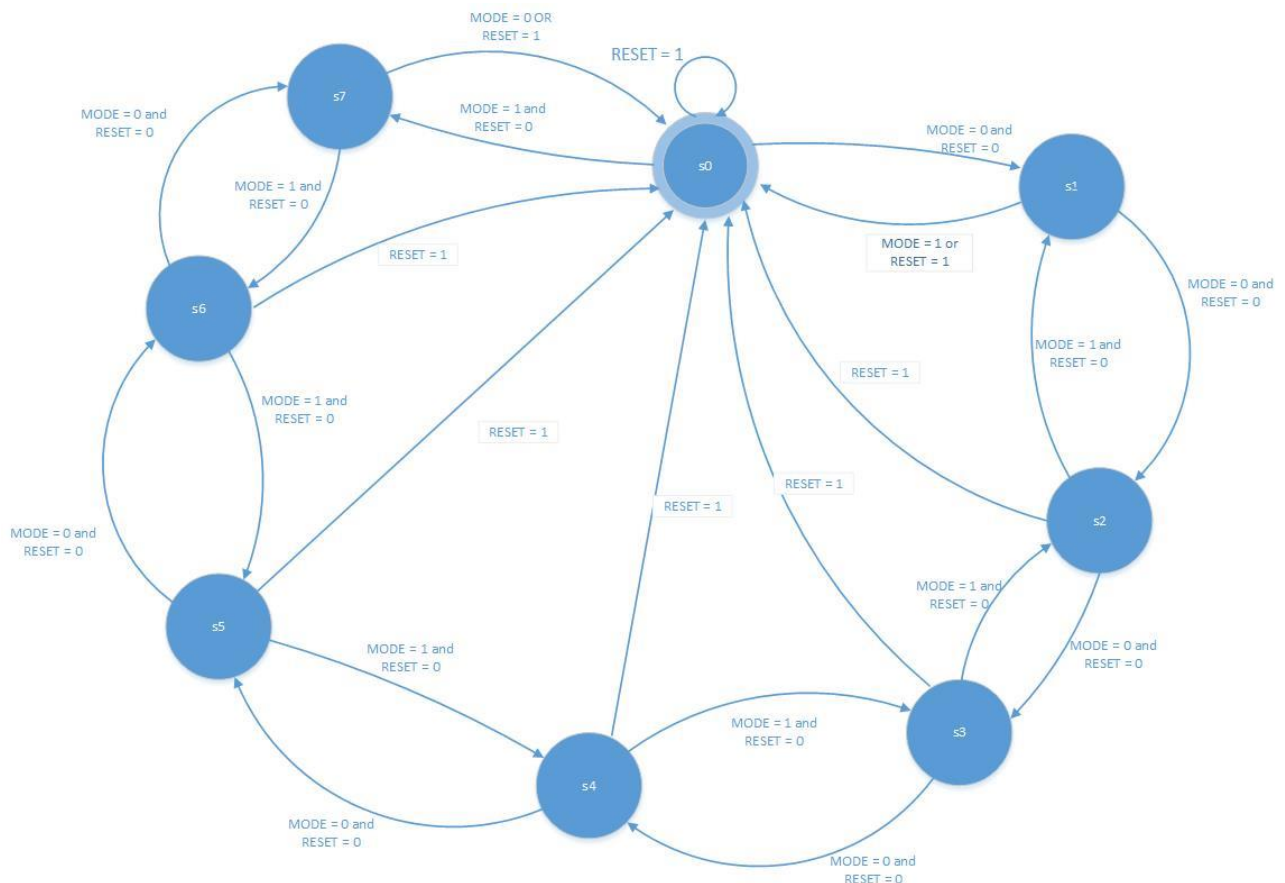 MODE = 0 OR
RESET = 1
RESET = 1
s7
MODE = 0 and
RESET = 0
MODE = 1 and
RESET = 0
MODE = 0 and
RESET = 0
s0
s1
MODE = 1 and
RESET = 0
MODE = 1 or
RESET = 1
RESET = 1
MODE = 0 and
RESET = 0
s6
MODE = 1 and
RESET = 0
RESET = 1
MODE = 1 and
RESET = 0
RESET = 1
RESET = 1
RESET = 1
s2
MODE = 0 and
RESET = 0
MODE = 1 and
RESET = 0
s5
MODE = 1 and
RESET = 0
MODE = 0 and
RESET = 0
MODE = 1 and
RESET = 0
s3
s4
MODE = 0 and
RESET = 0
MODE = 0 and
RESET = 0